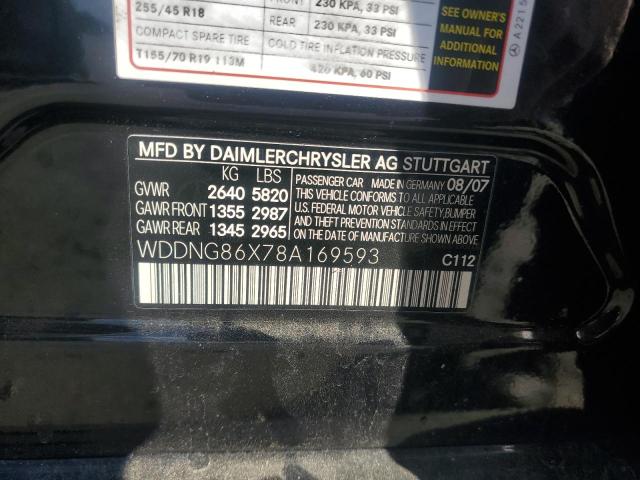 FRONT 230 KPA, 33 PSI
255/45 R18
REAR 230 KPA, 33 PSI
COMPACT SPARE TIRE COLD TIRE INFLATION PRESSURE
T155/70 R19 113M 420 KPA, 60 PSI
SEE OWNER'S
MANUAL FOR
ADDITIONAL
INFORMATION
A 221 5
MFD BY DAIMLERCHRYSLER AG STUTTGART
KG LBS
GVWR 2640 5820
GAWR FRONT 1355 2987
GAWR REAR 1345 2965
PASSENGER CAR MADE IN GERMANY 08/07
THIS VEHICLE CONFORMS TO ALL APPLICABLE
U.S. FEDERAL MOTOR VEHICLE SAFETY, BUMPER
AND THEFT PREVENTION STANDARDS IN EFFECT
ON THE DATE OF MANUFACTURE SHOWN ABOVE.
WDDNG86X78A169593 C112